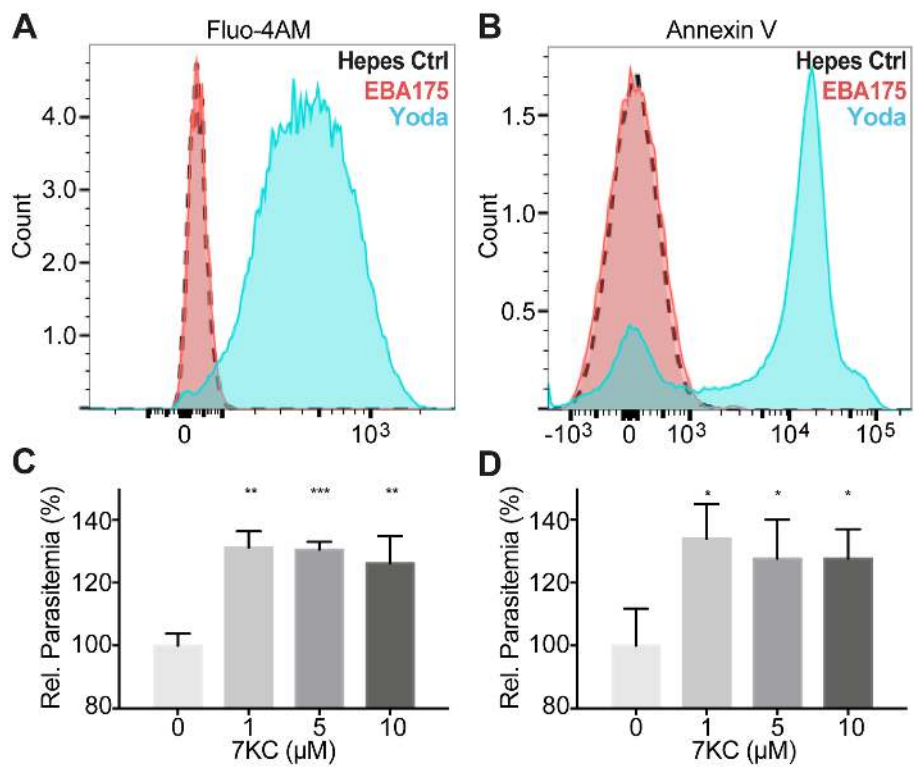 A
Fluo-4AM
Hepes Ctrl
EBA175
Yoda
Count
4.0
3.0
2.0
1.0
0
10³
B
Annexin V
Hepes Ctrl
EBA175
Yoda
Count
1.5
1.0
0.5
-10³
0
10³
10⁴
10⁵
C
Rel. Parasitemia (%)
140
120
100
80
**
***
**
0
1
5
10
7KC (µM)
D
Rel. Parasitemia (%)
140
120
100
80
*
*
*
0
1
5
10
7KC (µM)